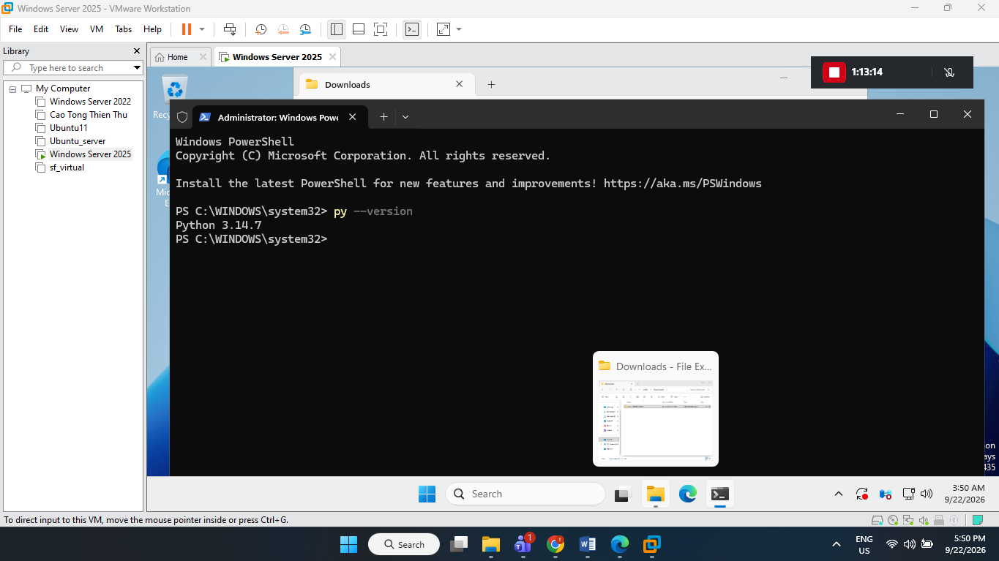 Windows Server 2025 - VMware Workstation
File Edit View VM Tabs Help
Library
Type here to search
My Computer
Windows Server 2022
Cao Tong Thien Thu
Ubuntu11
Ubuntu_server
Windows Server 2025
sf_virtual
Home
Windows Server 2025
Downloads
1:13:14
Recy
Mic
E
Administrator: Windows Powe
Windows PowerShell
Copyright (C) Microsoft Corporation. All rights reserved.
Install the latest PowerShell for new features and improvements! https://aka.ms/PSWindows
PS C:\WINDOWS\system32> py --version
Python 3.14.7
PS C:\WINDOWS\system32>
Downloads - File Ex...
ion
ays
435
Search
3:50 AM
9/22/2026
To direct input to this VM, move the mouse pointer inside or press Ctrl+G.
Search
1
T
ENG
US
5:50 PM
9/22/2026